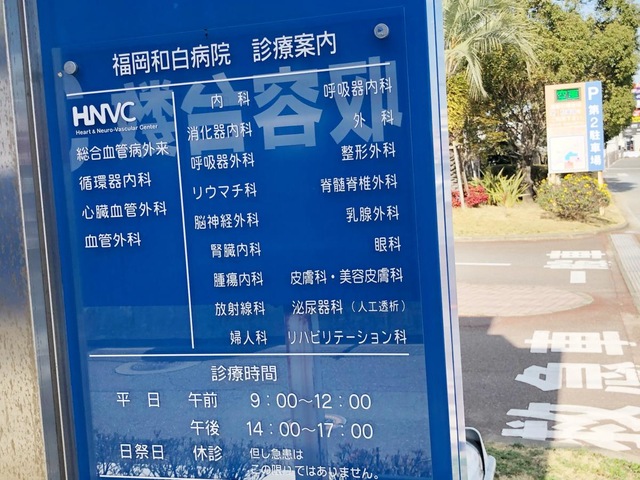 福岡和白病院 診療案内
HNVC
Heart & Neuro-Vascular Center
総合血管病外来
循環器内科
心臓血管外科
血管外科
内科
消化器内科
呼吸器外科
リウマチ科
脳神経外科
腎臓内科
腫瘍内科
放射線科
婦人科
呼吸器内科
外科
整形外科
脊髄脊椎外科
乳腺外科
眼科
皮膚科・美容皮膚科
泌尿器科(人工透析)
リハビリテーション科
診療時間
平日 午前 9:00〜12:00
午後 14:00〜17:00
日祭日 休診 但し急患は
この限りではありません。
P 第2駐車場